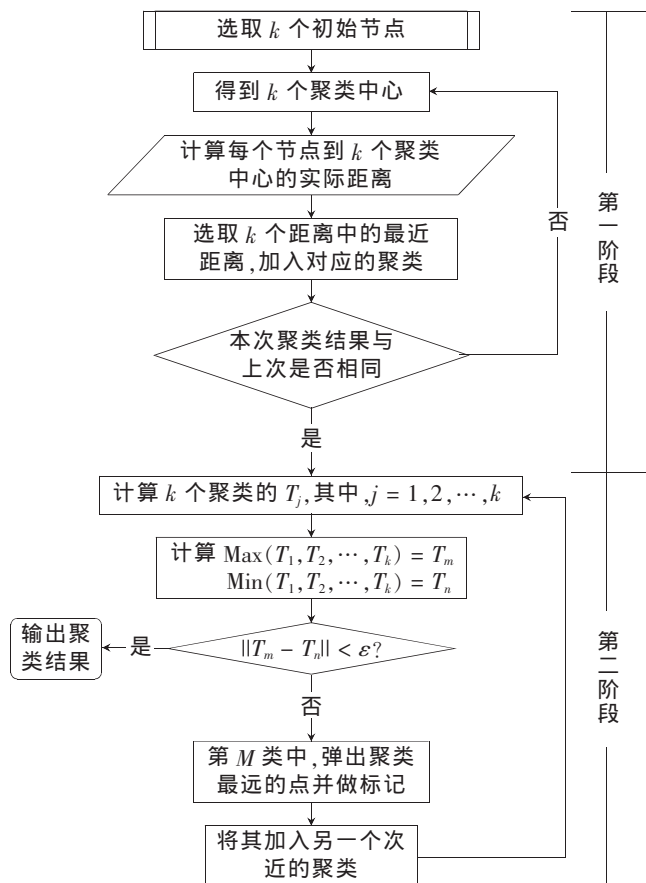 选取 k 个初始节点
得到 k 个聚类中心
计算每个节点到 k 个聚类
中心的实际距离
选取 k 个距离中的最近
距离,加入对应的聚类
本次聚类结果与
上次是否相同
否
是
第一阶段
计算 k 个聚类的 T_j,其中,j = 1,2,⋯,k
计算 Max(T_1,T_2,⋯,T_k) = T_m
Min(T_1,T_2,⋯,T_k) = T_n
||T_m − T_n|| < ε?
是
输出聚
类结果
否
第 M 类中,弹出聚类
最远的点并做标记
将其加入另一个次
近的聚类
第二阶段